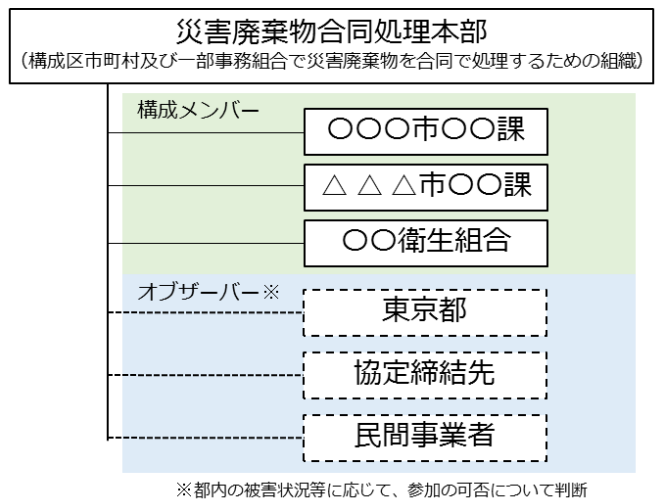 災害廃棄物合同処理本部
（構成区市町村及び一部事務組合で災害廃棄物を合同で処理するための組織）
構成メンバー
〇〇〇市〇〇課
△ △ △市〇〇課
〇〇衛生組合
オブザーバー※
東京都
協定締結先
民間事業者
※都内の被害状況等に応じて、参加の可否について判断